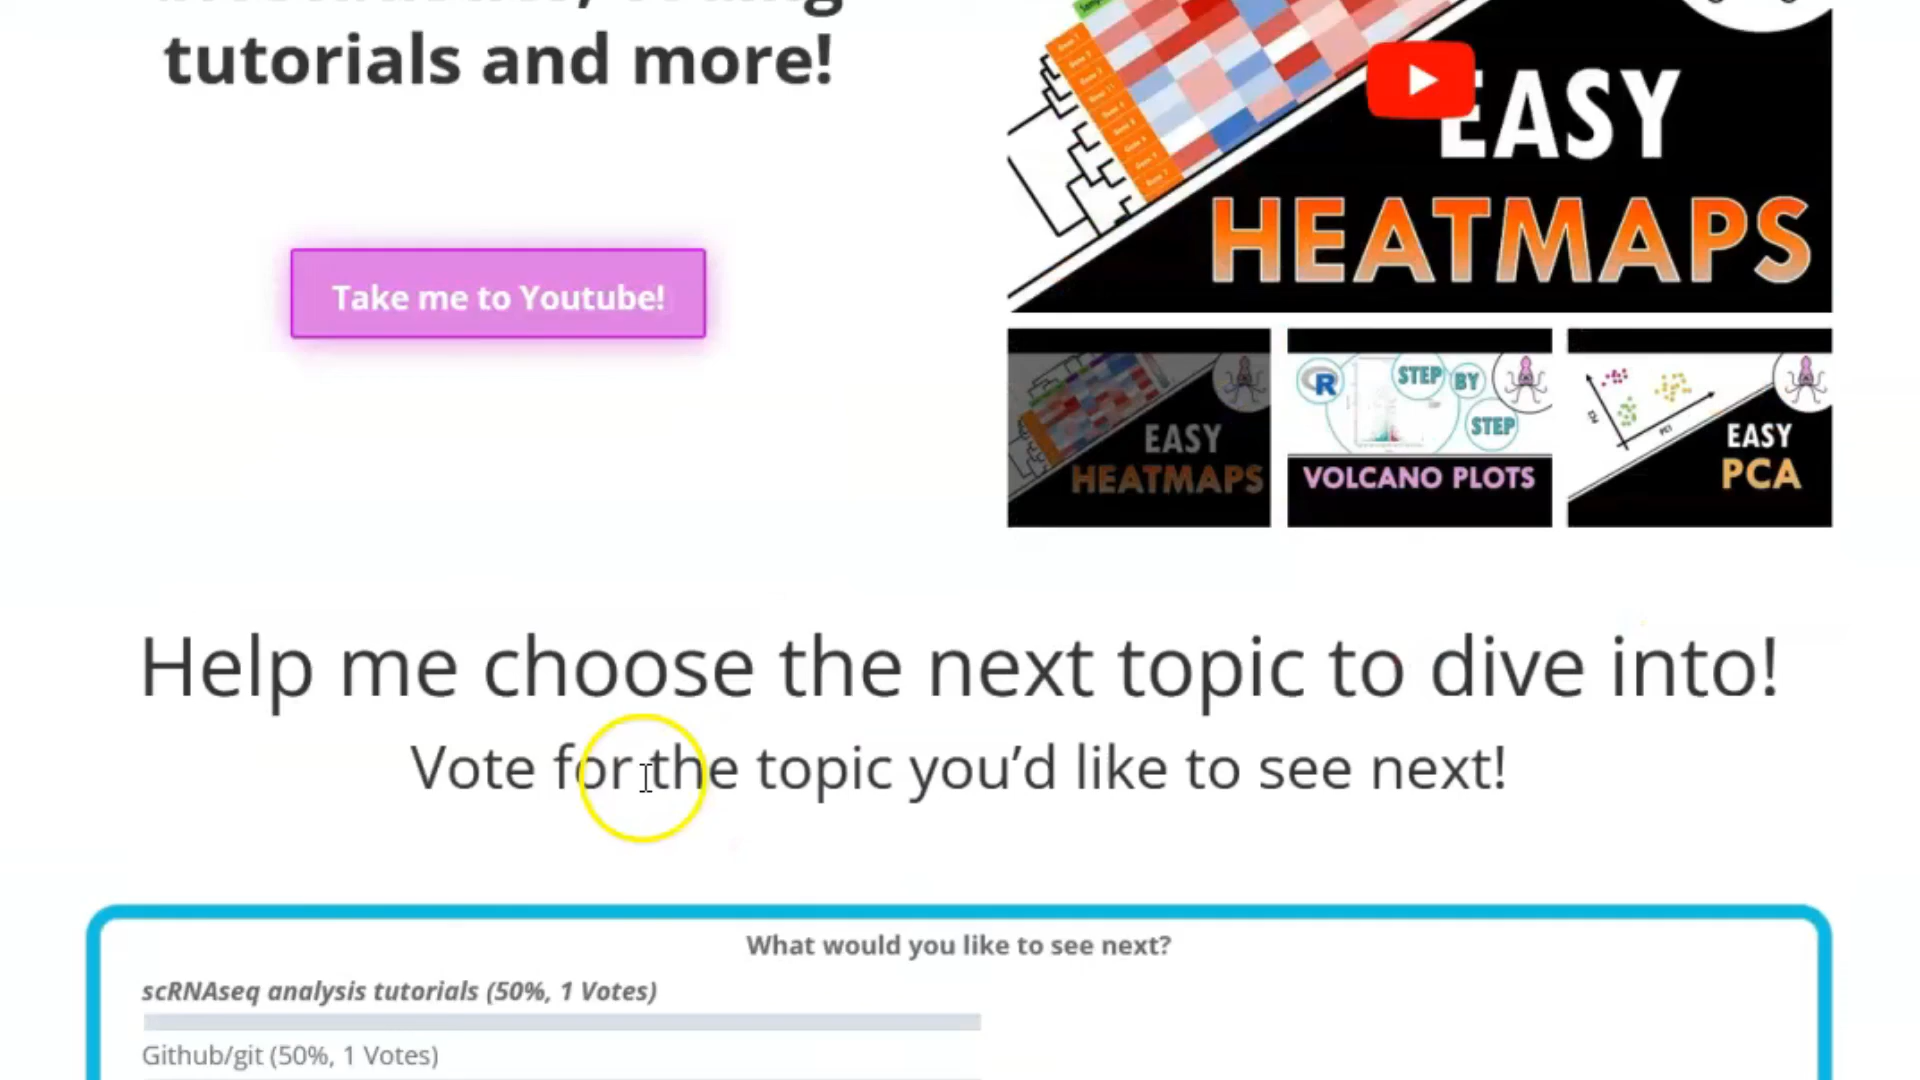 tutorials and more!
Take me to Youtube!
EASY
HEATMAPS
EASY
HEATMAPS
R
STEP BY
STEP
VOLCANO PLOTS
PC1
EASY
PCA
Help me choose the next topic to dive into!
Vote for the topic you’d like to see next!
What would you like to see next?
scRNAseq analysis tutorials (50%, 1 Votes)
Github/git (50%, 1 Votes)